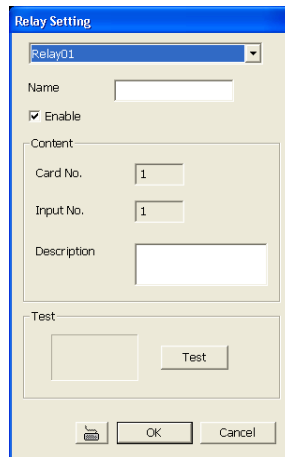 Relay Setting
Relay01
Name
Enable
Content
Card No. 1
Input No. 1
Description
Test
Test
OK Cancel